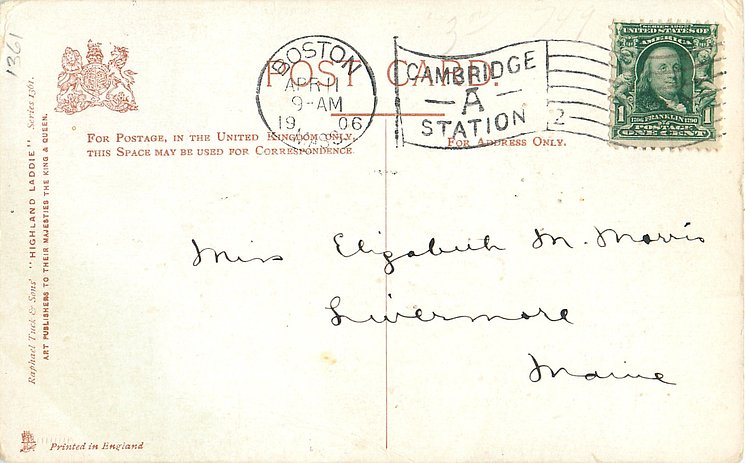 1361
Raphael Tuck & Sons' "HIGHLAND LADDIE" Series 1361.
ART PUBLISHERS TO THEIR MAJESTIES THE KING & QUEEN.
POST CARD.
FOR POSTAGE, IN THE UNITED KINGDOM ONLY,
THIS SPACE MAY BE USED FOR CORRESPONDENCE.
FOR ADDRESS ONLY.
BOSTON
APR 11
9-AM
19 06
MASS.
CAMBRIDGE
A
STATION
2
SERIES 1902
UNITED STATES OF
AMERICA
1706 FRANKLIN 1790
1 POSTAGE 1
ONE CENT
Miss Elizabeth M. Morris
Livermore
Maine
Printed in England